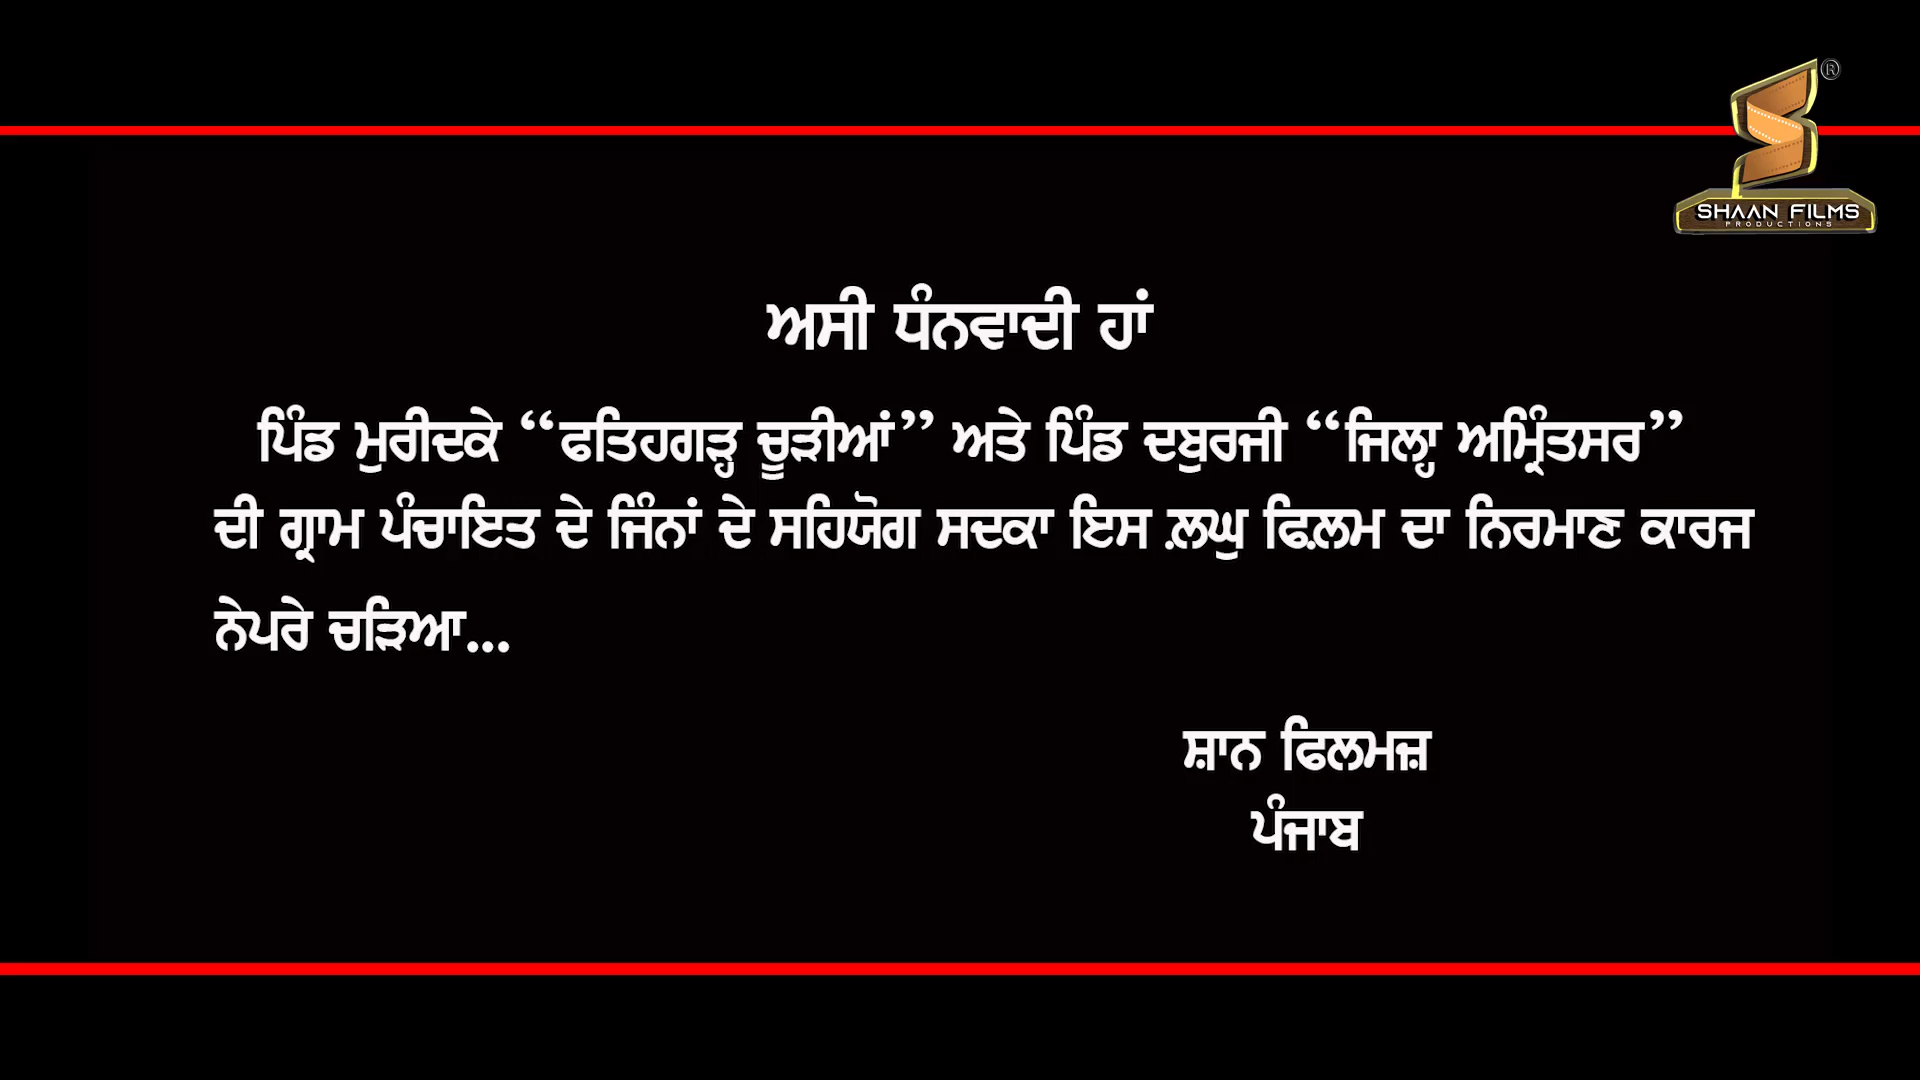 ®
SHAAN FILMS
PRODUCTIONS
ਅਸੀ ਧੰਨਵਾਦੀ ਹਾਂ
ਪਿੰਡ ਮੁਰੀਦਕੇ “ਫਤਿਹਗੜ੍ਹ ਚੂੜੀਆਂ” ਅਤੇ ਪਿੰਡ ਦਬੁਰਜੀ “ਜਿਲ੍ਹਾ ਅਮ੍ਰਿੰਤਸਰ”
ਦੀ ਗ੍ਰਾਮ ਪੰਚਾਇਤ ਦੇ ਜਿੰਨਾਂ ਦੇ ਸਹਿਯੋਗ ਸਦਕਾ ਇਸ ਲ਼ਘੁ ਫਿਲ਼ਮ ਦਾ ਨਿਰਮਾਣ ਕਾਰਜ
ਨੇਪਰੇ ਚੜਿਆ...
ਸ਼ਾਨ ਫਿਲਮਜ਼
ਪੰਜਾਬ